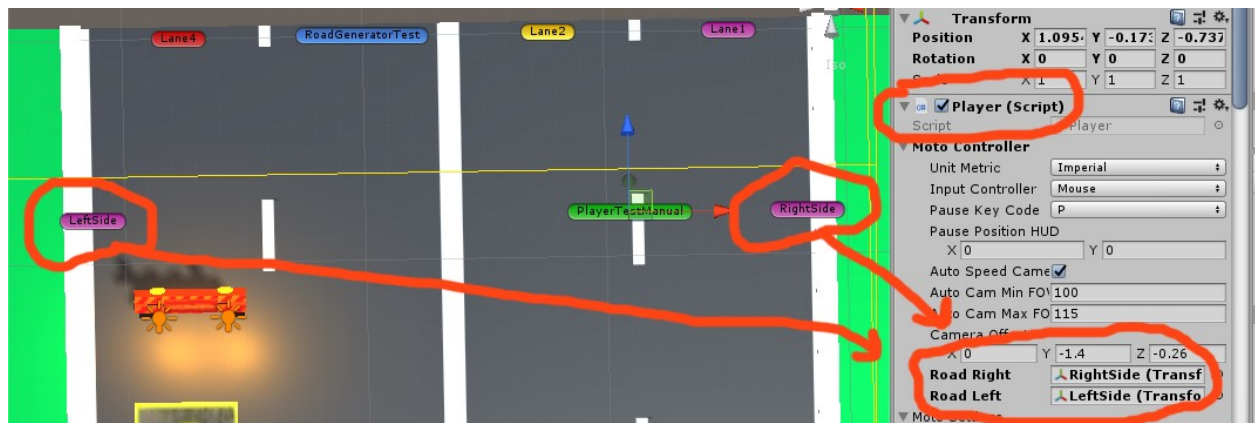 Lane4
RoadGeneratorTest
Lane2
Lane1
Iso
LeftSide
PlayerTestManual
RightSide
Transform
Position X 1.095 Y -0.173 Z -0.737
Rotation X 0 Y 0 Z 0
X 1 Y 1 Z 1
Player (Script)
Script Player
Moto Controller
Unit Metric Imperial
Input Controller Mouse
Pause Key Code P
Pause Position HUD
X 0 Y 0
Auto Speed Came
Auto Cam Min FOV 100
Auto Cam Max FO 115
Camera
X 0 Y -1.4 Z -0.26
Road Right RightSide (Transf
Road Left LeftSide (Transfo
Moto